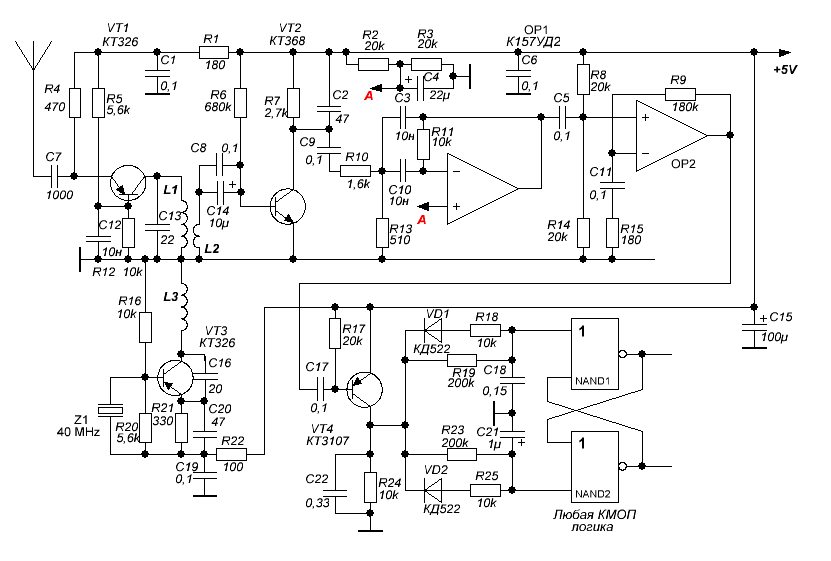 VT1
КТ326
R1
180
C1
0,1
R4
470
R5
5,6k
R6
680k
VT2
КТ368
R7
2,7k
C2
47
R2
20k
R3
20k
A
+
C4
22µ
OP1
К157УД2
C6
0,1
R8
20k
R9
180k
+5V
C3
10н
R11
10k
C5
0,1
+
−
OP2
C8
0,1
C9
0,1
R10
1,6k
C10
10н
−
+
A
C11
0,1
C7
1000
L1
C14
10µ
+
L2
C12
10н
R12
10k
C13
22
R13
510
R14
20k
R15
180
R16
10k
L3
VT3
КТ326
C16
20
Z1
40 MHz
R20
5,6k
R21
330
C20
47
R22
100
C19
0,1
R17
20k
C17
0,1
VT4
КТ3107
VD1
КД522
R18
10k
R19
200k
C18
0,15
C15
100µ
+
1
NAND1
R23
200k
C21
1µ
+
1
NAND2
VD2
КД522
R25
10k
C22
0,33
R24
10k
Любая КМОП
логика